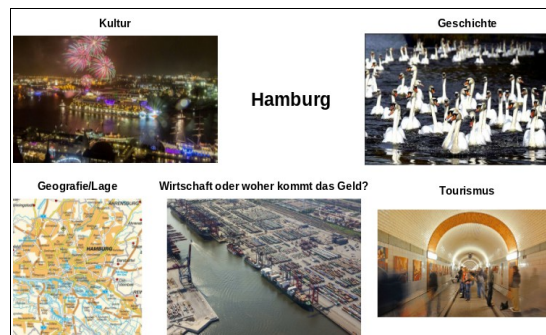 Kultur
Geschichte
Hamburg
Geografie/Lage
Wirtschaft oder woher kommt das Geld?
Tourismus
HAMBURG